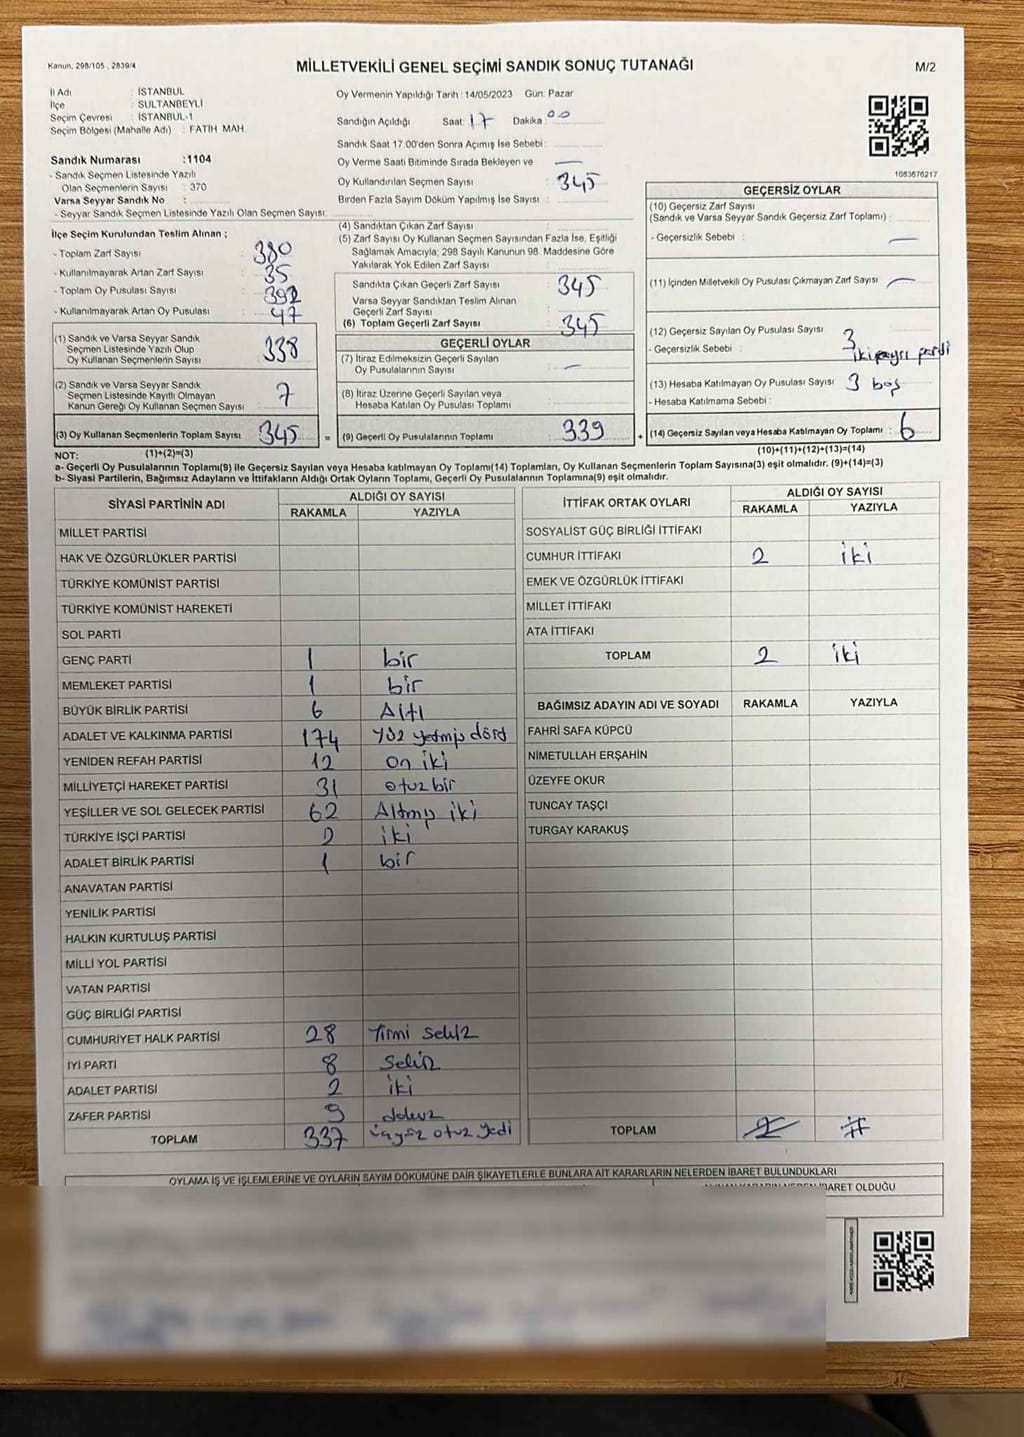 Kanun, 298/105 , 2839/4
MİLLETVEKİLİ GENEL SEÇİMİ SANDIK SONUÇ TUTANAĞI
M/2
İl Adı : İSTANBUL
İlçe : SULTANBEYLİ
Seçim Çevresi : İSTANBUL-1
Seçim Bölgesi (Mahalle Adı) : FATİH MAH.
Sandık Numarası :1104
- Sandık Seçmen Listesinde Yazılı
Olan Seçmenlerin Sayısı : 370
Varsa Seyyar Sandık No :
- Seyyar Sandık Seçmen Listesinde Yazılı Olan Seçmen Sayısı:
Oy Vermenin Yapıldığı Tarih :14/05/2023 Gün: Pazar
Sandığın Açıldığı Saat: 17 Dakika: 00
Sandık Saat 17.00'den Sonra Açımış İse Sebebi :
Oy Verme Saati Bitiminde Sırada Bekleyen ve : —
Oy Kullandırılan Seçmen Sayısı 345
Birden Fazla Sayım Döküm Yapılmış İse Sayısı :
1083676217
İlçe Seçim Kurulundan Teslim Alınan ;
- Toplam Zarf Sayısı : 380
- Kullanılmayarak Artan Zarf Sayısı : 35
- Toplam Oy Pusulası Sayısı : 392
- Kullanılmayarak Artan Oy Pusulası : 47
(1) Sandık ve Varsa Seyyar Sandık
Seçmen Listesinde Yazılı Olup
Oy Kullanan Seçmenlerin Sayısı : 338
(2) Sandık ve Varsa Seyyar Sandık
Seçmen Listesinde Kayıtlı Olmayan
Kanun Gereği Oy Kullanan Seçmen Sayısı : 7
(3) Oy Kullanan Seçmenlerin Toplam Sayısı : 345
(1)+(2)=(3)
(4) Sandıktan Çıkan Zarf Sayısı :
(5) Zarf Sayısı Oy Kullanan Seçmen Sayısından Fazla İse, Eşitliği
Sağlamak Amacıyla; 298 Sayılı Kanunun 98. Maddesine Göre
Yakılarak Yok Edilen Zarf Sayısı :
Sandıkta Çıkan Geçerli Zarf Sayısı : 345
Varsa Seyyar Sandıktan Teslim Alınan
Geçerli Zarf Sayısı :
(6) Toplam Geçerli Zarf Sayısı : 345
GEÇERLİ OYLAR
(7) İtiraz Edilmeksizin Geçerli Sayılan
Oy Pusulalarının Sayısı : —
(8) İtiraz Üzerine Geçerli Sayılan veya
Hesaba Katılan Oy Pusulası Toplamı :
= (9) Geçerli Oy Pusulalarının Toplamı : 339
GEÇERSİZ OYLAR
(10) Geçersiz Zarf Sayısı
(Sandık ve Varsa Seyyar Sandık Geçersiz Zarf Toplamı) :
- Geçersizlik Sebebi : —
(11) İçinden Milletvekili Oy Pusulası Çıkmayan Zarf Sayısı : —
(12) Geçersiz Sayılan Oy Pusulası Sayısı : 3
- Geçersizlik Sebebi :
(13) Hesaba Katılmayan Oy Pusulası Sayısı : 3 boş
- Hesaba Katılmama Sebebi :
+ (14) Geçersiz Sayılan veya Hesaba Katılmayan Oy Toplamı : 6
(10)+(11)+(12)+(13)=(14)
NOT:
a- Geçerli Oy Pusulalarının Toplamı(9) ile Geçersiz Sayılan veya Hesaba katılmayan Oy Toplamı(14) Toplamları, Oy Kullanan Seçmenlerin Toplam Sayısına(3) eşit olmalıdır. (9)+(14)=(3)
b- Siyasi Partilerin, Bağımsız Adayların ve İttifakların Aldığı Oyların Toplamı, Geçerli Oy Pusulalarının Toplamına(9) eşit olmalıdır.
SİYASİ PARTİNİN ADI ALDIĞI OY SAYISI
RAKAMLA YAZIYLA
MİLLET PARTİSİ
HAK VE ÖZGÜRLÜKLER PARTİSİ
TÜRKİYE KOMÜNİST PARTİSİ
TÜRKİYE KOMÜNİST HAREKETİ
SOL PARTİ
GENÇ PARTİ 1 bir
MEMLEKET PARTİSİ 1 bir
BÜYÜK BİRLİK PARTİSİ 6 Altı
ADALET VE KALKINMA PARTİSİ 174 Yüz yetmiş dört
YENİDEN REFAH PARTİSİ 12 on iki
MİLLİYETÇİ HAREKET PARTİSİ 31 otuz bir
YEŞİLLER VE SOL GELECEK PARTİSİ 62 Altmış iki
TÜRKİYE İŞÇİ PARTİSİ 2 iki
ADALET BİRLİK PARTİSİ 1 bir
ANAVATAN PARTİSİ
YENİLİK PARTİSİ
HALKIN KURTULUŞ PARTİSİ
MİLLİ YOL PARTİSİ
VATAN PARTİSİ
GÜÇ BİRLİĞİ PARTİSİ
CUMHURİYET HALK PARTİSİ 28 Yirmi sekiz
İYİ PARTİ 8 Sekiz
ADALET PARTİSİ 2 iki
ZAFER PARTİSİ 9 dokuz
TOPLAM 337 üçyüz otuz yedi
İTTİFAK ORTAK OYLARI ALDIĞI OY SAYISI
RAKAMLA YAZIYLA
SOSYALİST GÜÇ BİRLİĞİ İTTİFAKI
CUMHUR İTTİFAKI 2 iki
EMEK VE ÖZGÜRLÜK İTTİFAKI
MİLLET İTTİFAKI
ATA İTTİFAKI
TOPLAM 2 iki
BAĞIMSIZ ADAYIN ADI VE SOYADI RAKAMLA YAZIYLA
FAHRİ SAFA KÜPCÜ
NİMETULLAH ERŞAHİN
ÜZEYFE OKUR
TUNCAY TAŞÇI
TURGAY KARAKUŞ
TOPLAM
OYLAMA İŞ VE İŞLEMLERİNE VE OYLARIN SAYIM DÖKÜMÜNE DAİR ŞİKAYETLERLE BUNLARA AİT KARARLARIN NELERDEN İBARET BULUNDUKLARI
İBARET OLDUĞU